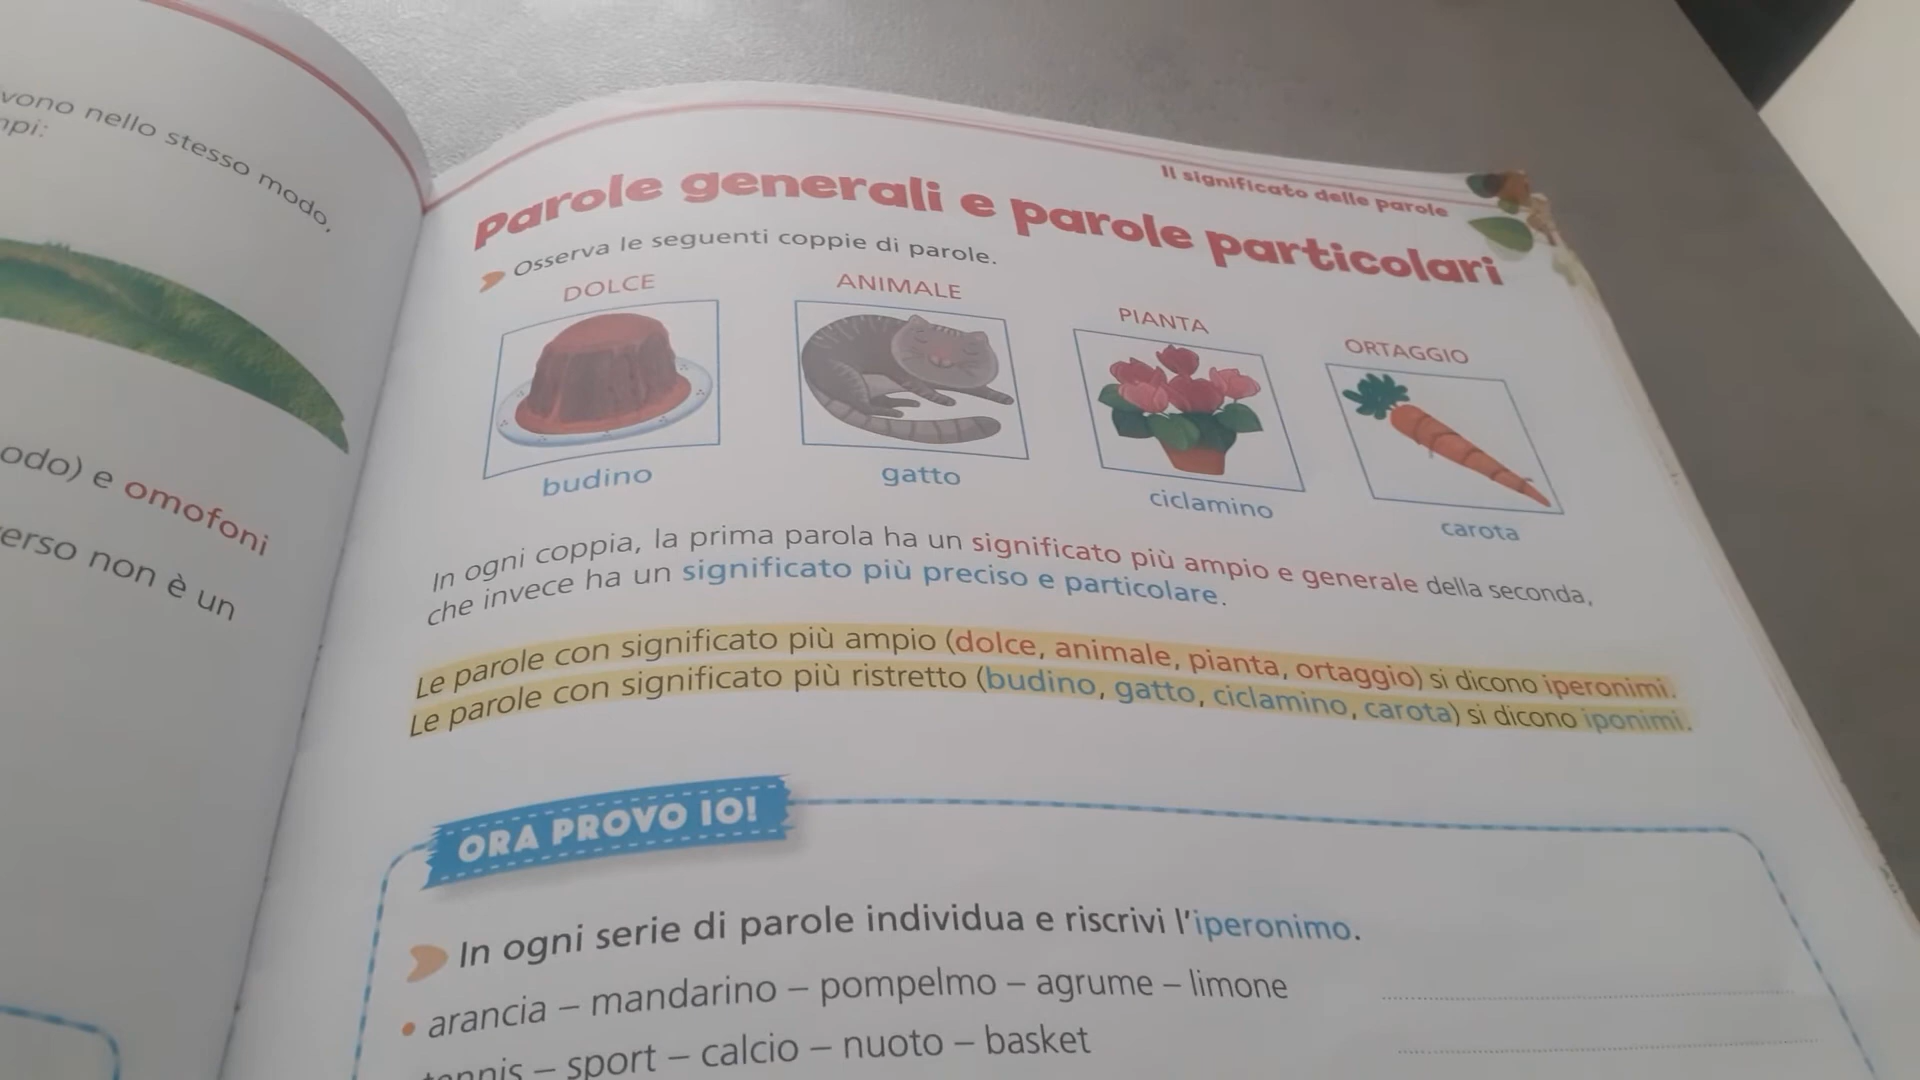 vono nello stesso modo,
odo) e omofoni
erso non è un
Il significato delle parole
Parole generali e parole particolari
Osserva le seguenti coppie di parole.
DOLCE
ANIMALE
PIANTA
ORTAGGIO
budino
gatto
ciclamino
carota
In ogni coppia, la prima parola ha un significato più ampio e generale della seconda,
che invece ha un significato più preciso e particolare.
Le parole con significato più ampio (dolce, animale, pianta, ortaggio) si dicono iperonimi.
Le parole con significato più ristretto (budino, gatto, ciclamino, carota) si dicono iponimi.
ORA PROVO IO!
In ogni serie di parole individua e riscrivi l'iperonimo.
• arancia – mandarino – pompelmo – agrume – limone
tennis – sport – calcio – nuoto – basket